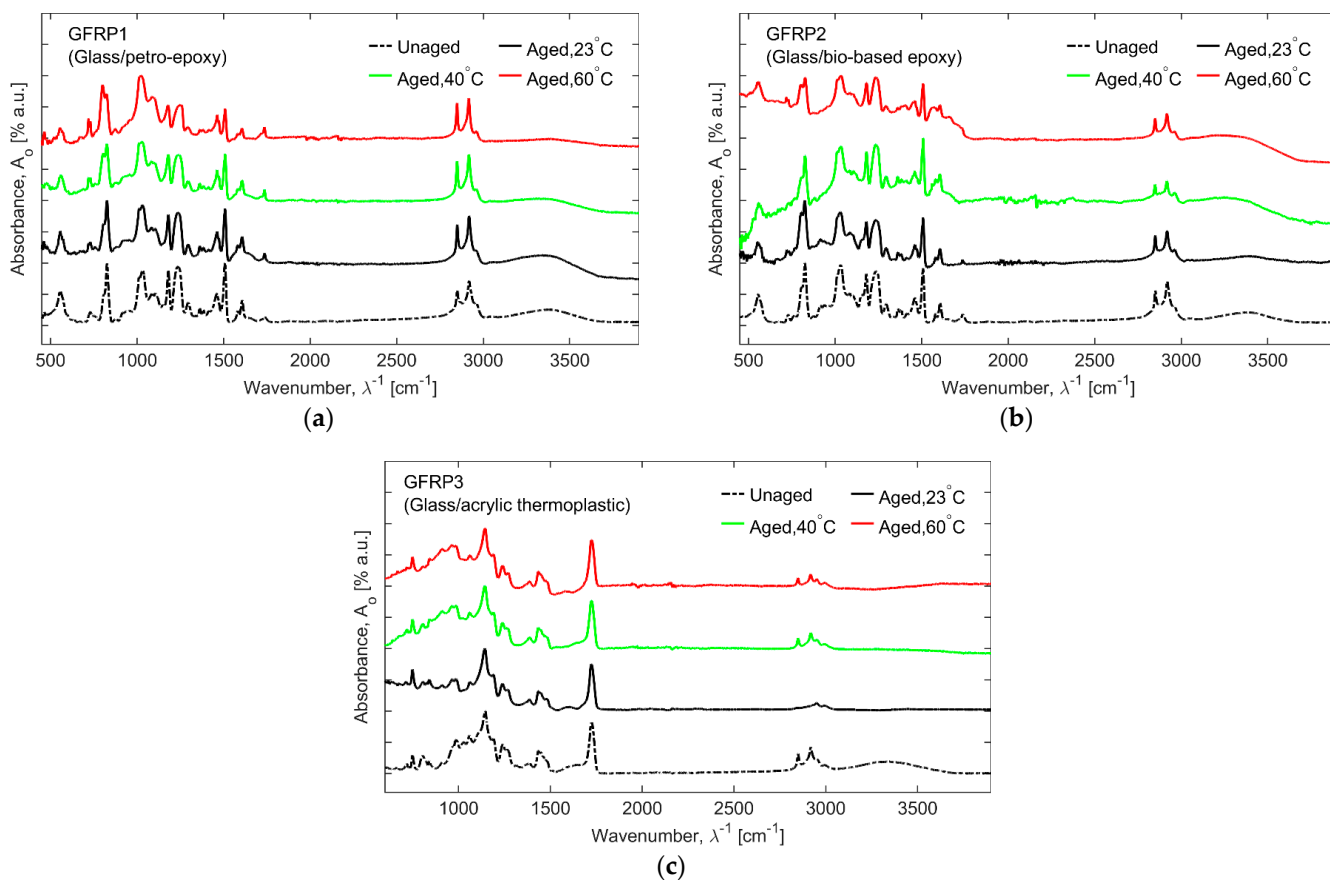 GFRP1
(Glass/petro-epoxy)
Unaged
Aged,23°C
Aged,40°C
Aged,60°C
Absorbance, A_o [% a.u.]
500 1000 1500 2000 2500 3000 3500
Wavenumber, λ^-1 [cm^-1]
(a)
GFRP2
(Glass/bio-based epoxy)
Unaged
Aged,23°C
Aged,40°C
Aged,60°C
Absorbance, A_o [% a.u.]
500 1000 1500 2000 2500 3000 3500
Wavenumber, λ^-1 [cm^-1]
(b)
GFRP3
(Glass/acrylic thermoplastic)
Unaged
Aged,23°C
Aged,40°C
Aged,60°C
Absorbance, A_o [% a.u.]
1000 1500 2000 2500 3000 3500
Wavenumber, λ^-1 [cm^-1]
(c)